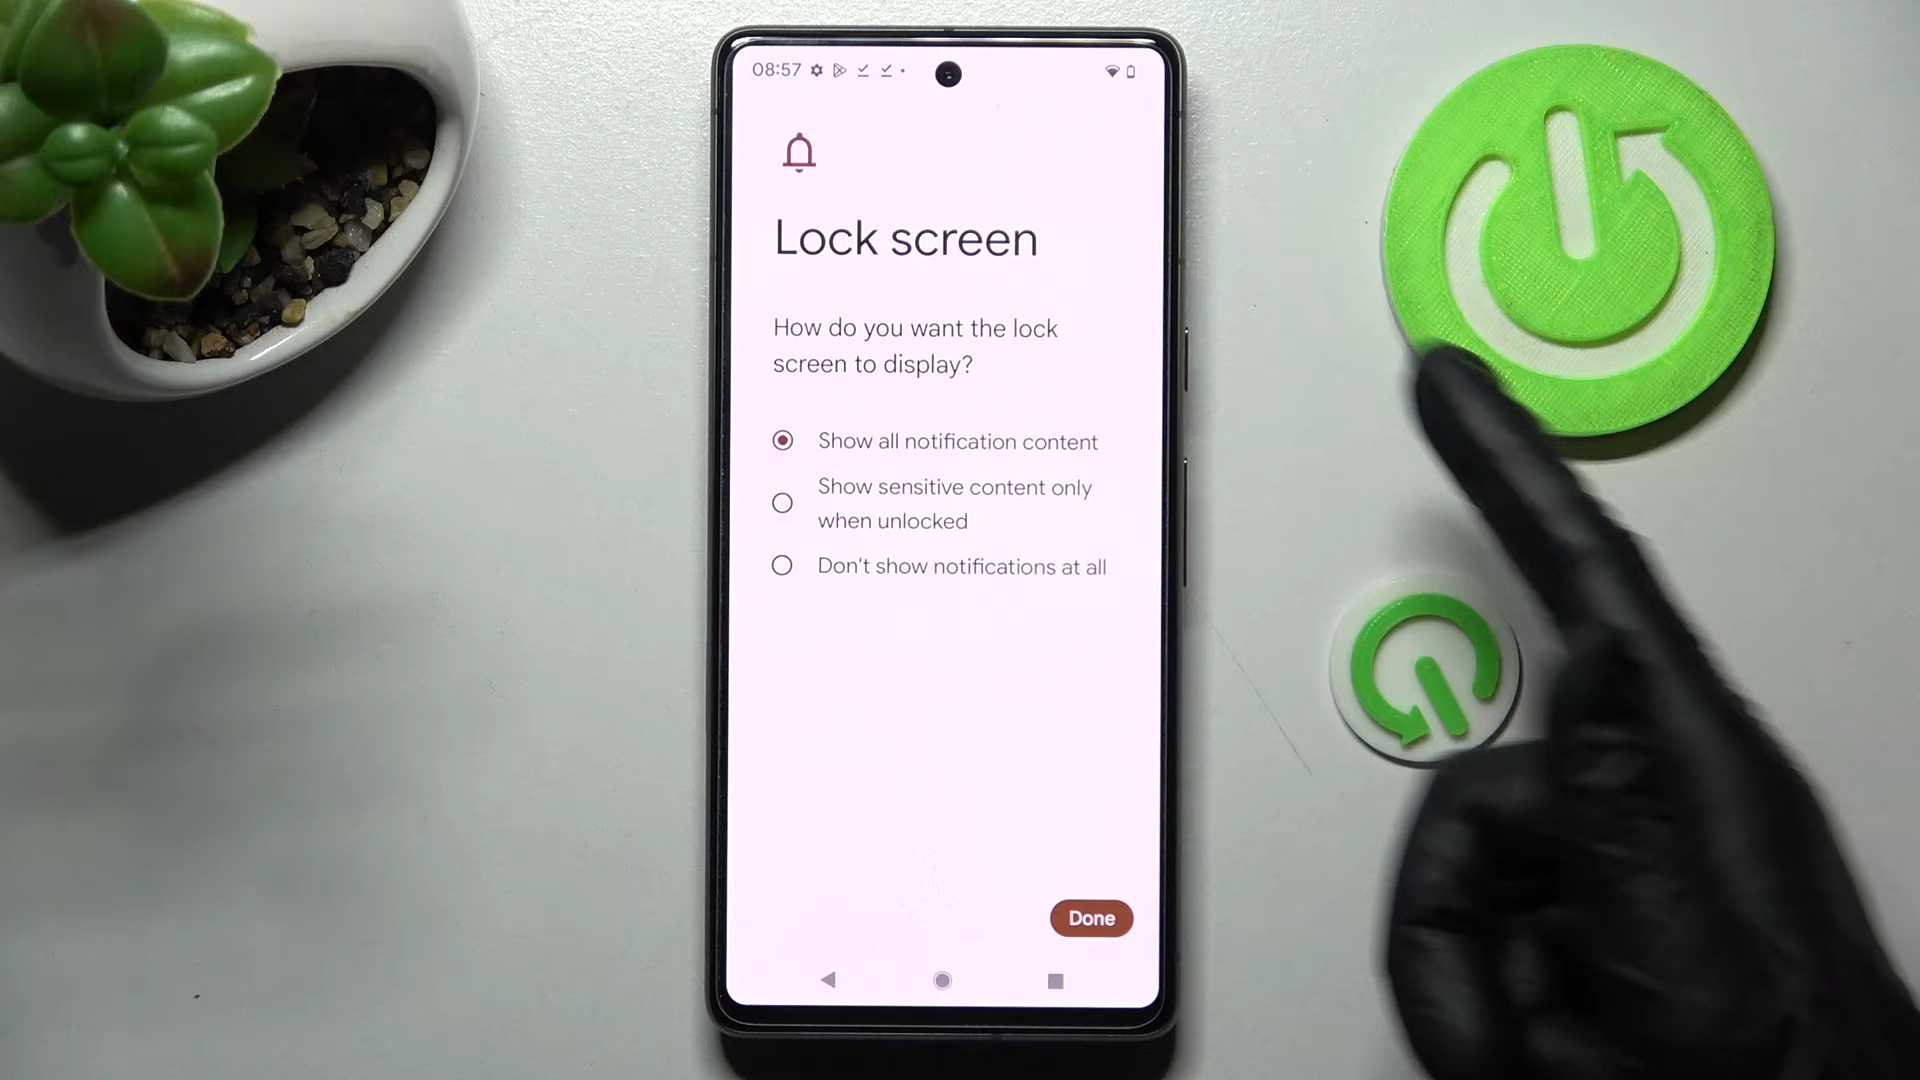 08:57
Lock screen
How do you want the lock
screen to display?
Show all notification content
Show sensitive content only
when unlocked
Don't show notifications at all
Done